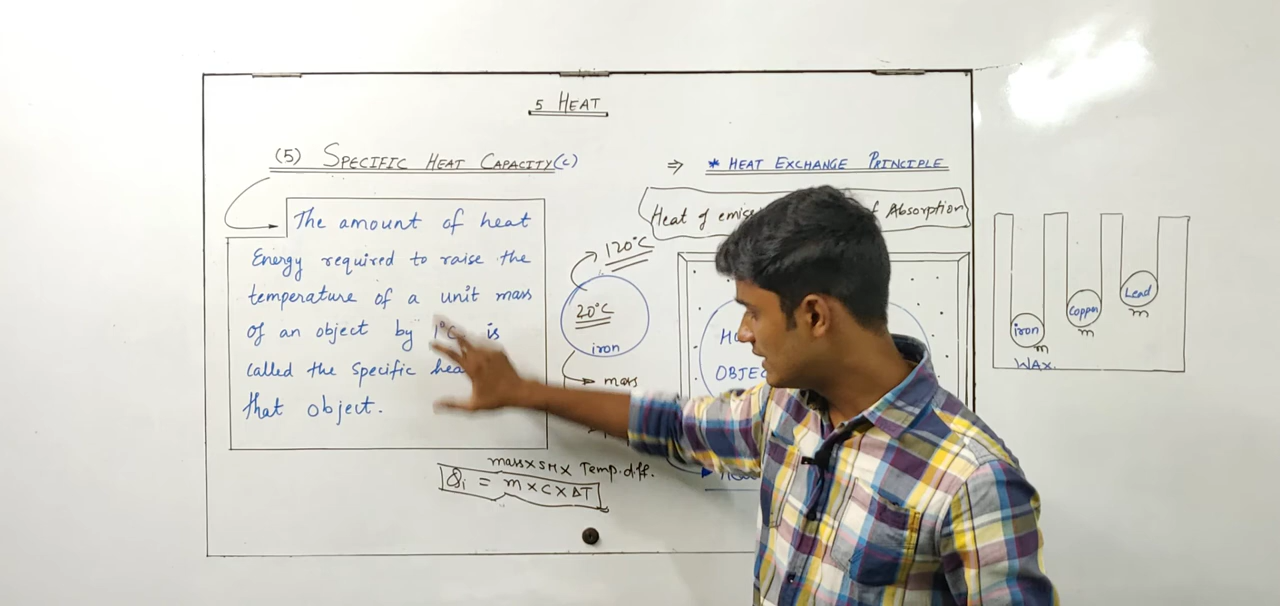 5 HEAT
(5) SPECIFIC HEAT CAPACITY (c)
The amount of heat
Energy required to raise the
temperature of a unit mass
of an object by 1°C is
called the specific
that object.
mass x SH x Temp. diff.
Qi = m x C x ΔT
120°C
20°C
iron
mass
⇒ * HEAT EXCHANGE PRINCIPLE
Heat of Absorption
OBJEC
iron
m
copper
m
Lead
m
WAX.